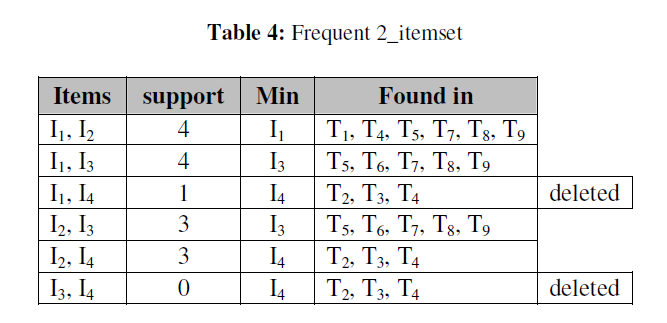 Table 4: Frequent 2_itemset
Items support Min Found in
I₁, I₂ 4 I₁ T₁, T₄, T₅, T₇, T₈, T₉
I₁, I₃ 4 I₃ T₅, T₆, T₇, T₈, T₉
I₁, I₄ 1 I₄ T₂, T₃, T₄ deleted
I₂, I₃ 3 I₃ T₅, T₆, T₇, T₈, T₉
I₂, I₄ 3 I₄ T₂, T₃, T₄
I₃, I₄ 0 I₄ T₂, T₃, T₄ deleted